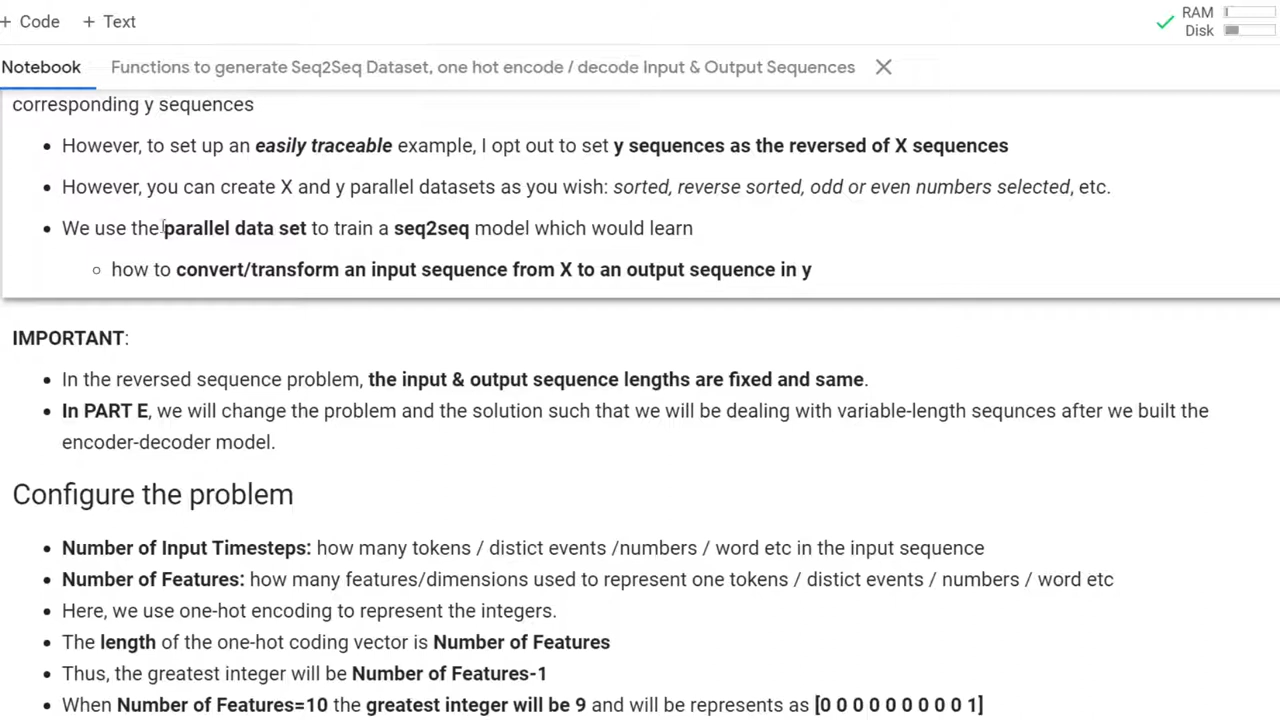 + Code + Text
RAM
Disk
Notebook Functions to generate Seq2Seq Dataset, one hot encode / decode Input & Output Sequences
corresponding y sequences
• However, to set up an easily traceable example, I opt out to set y sequences as the reversed of X sequences
• However, you can create X and y parallel datasets as you wish: sorted, reverse sorted, odd or even numbers selected, etc.
• We use the parallel data set to train a seq2seq model which would learn
◦ how to convert/transform an input sequence from X to an output sequence in y
IMPORTANT:
• In the reversed sequence problem, the input & output sequence lengths are fixed and same.
• In PART E, we will change the problem and the solution such that we will be dealing with variable-length sequnces after we built the
encoder-decoder model.
Configure the problem
• Number of Input Timesteps: how many tokens / distict events /numbers / word etc in the input sequence
• Number of Features: how many features/dimensions used to represent one tokens / distict events / numbers / word etc
• Here, we use one-hot encoding to represent the integers.
• The length of the one-hot coding vector is Number of Features
• Thus, the greatest integer will be Number of Features-1
• When Number of Features=10 the greatest integer will be 9 and will be represents as [0 0 0 0 0 0 0 0 0 1]